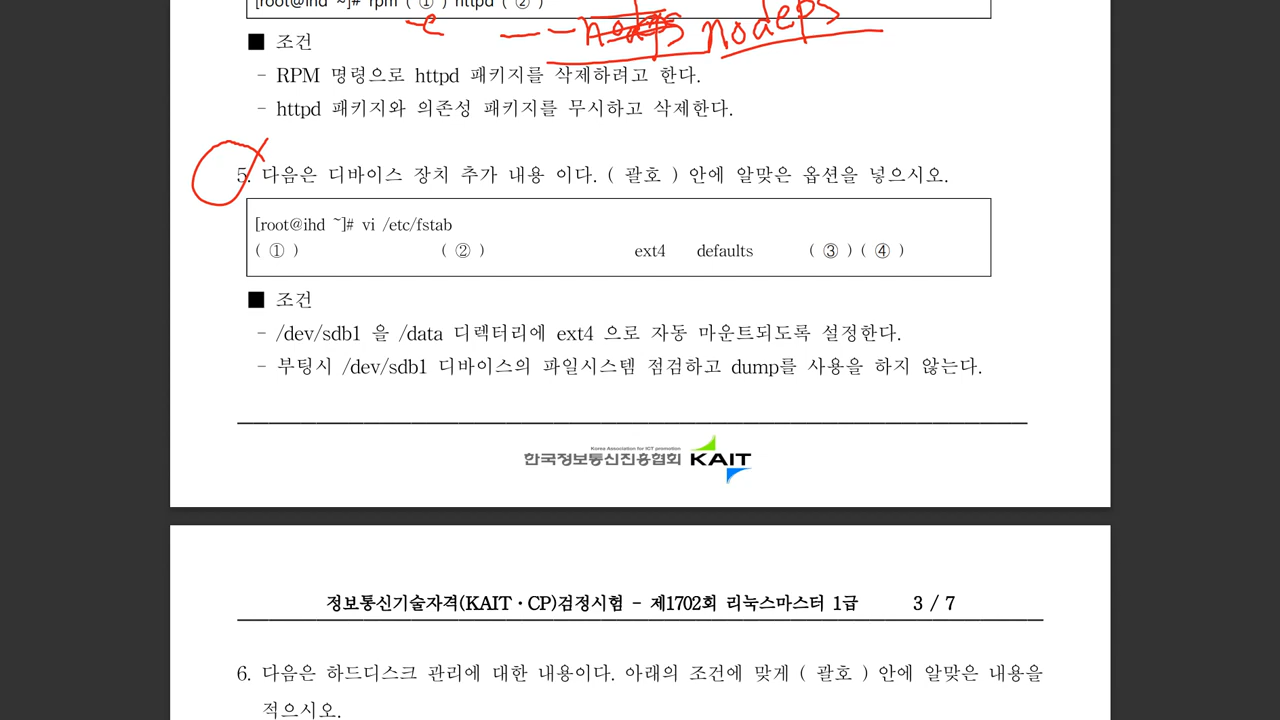 [root@ihd ~]# rpm ( ① ) httpd ( ② )
-e -- nodeps nodeps
■ 조건
- RPM 명령으로 httpd 패키지를 삭제하려고 한다.
- httpd 패키지와 의존성 패키지를 무시하고 삭제한다.
5. 다음은 디바이스 장치 추가 내용 이다. ( 괄호 ) 안에 알맞은 옵션을 넣으시오.
[root@ihd ~]# vi /etc/fstab
( ① ) ( ② ) ext4 defaults ( ③ ) ( ④ )
■ 조건
- /dev/sdb1 을 /data 디렉터리에 ext4 으로 자동 마운트되도록 설정한다.
- 부팅시 /dev/sdb1 디바이스의 파일시스템 점검하고 dump를 사용을 하지 않는다.
Korea Association for ICT promotion
한국정보통신진흥협회 KAIT
정보통신기술자격(KAIT・CP)검정시험 - 제1702회 리눅스마스터 1급 3 / 7
6. 다음은 하드디스크 관리에 대한 내용이다. 아래의 조건에 맞게 ( 괄호 ) 안에 알맞은 내용을
적으시오.